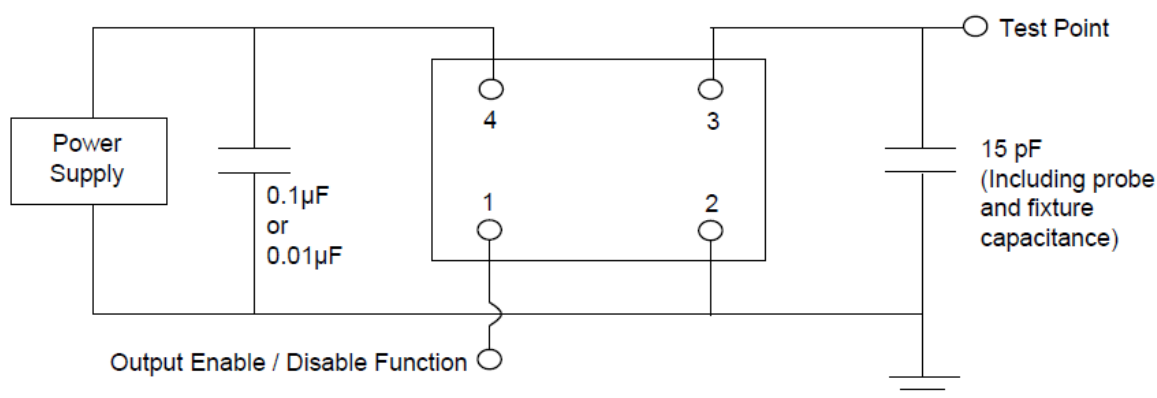 Test Point
Power
Supply
4
3
0.1µF
or
0.01µF
1
2
15 pF
(Including probe
and fixture
capacitance)
Output Enable / Disable Function